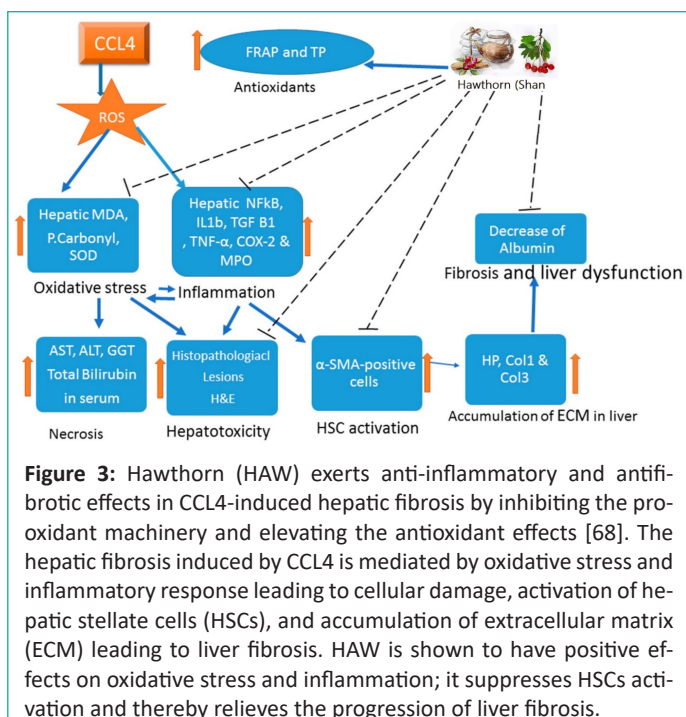 CCL4
FRAP and TP
Antioxidants
Hawthorn (Shan
ROS
Hepatic MDA,
P.Carbonyl,
SOD
Oxidative stress
Hepatic NFkB,
IL1b, TGF B1
, TNF-α, COX-2 &
MPO
Inflammation
Decrease of
Albumin
Fibrosis and liver dysfunction
AST, ALT, GGT
Total Bilirubin
in serum
Necrosis
Histopathologiacl
Lesions
H&E
Hepatotoxicity
α-SMA-positive
cells
HSC activation
HP, Col1 &
Col3
Accumulation of ECM in liver
Figure 3: Hawthorn (HAW) exerts anti-inflammatory and antifi-
brotic effects in CCL4-induced hepatic fibrosis by inhibiting the pro-
oxidant machinery and elevating the antioxidant effects [68]. The
hepatic fibrosis induced by CCL4 is mediated by oxidative stress and
inflammatory response leading to cellular damage, activation of he-
patic stellate cells (HSCs), and accumulation of extracellular matrix
(ECM) leading to liver fibrosis. HAW is shown to have positive ef-
fects on oxidative stress and inflammation; it suppresses HSCs acti-
vation and thereby relieves the progression of liver fibrosis.